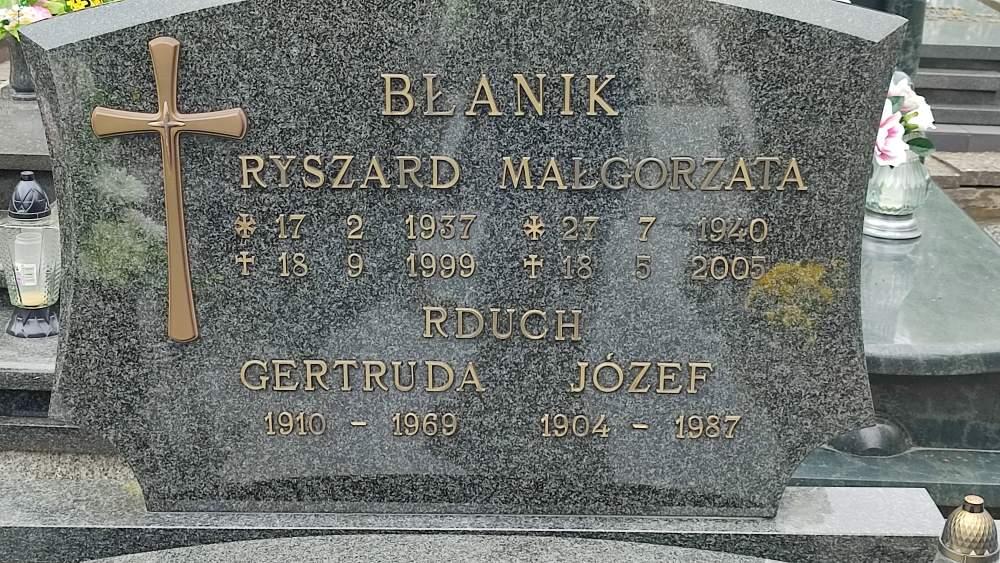 BŁANIK
RYSZARD MAŁGORZATA
* 17 2 1937 * 27 7 1940
✝ 18 9 1999 ✝ 18 5 2005
RDUCH
GERTRUDA JÓZEF
1910 - 1969 1904 - 1987